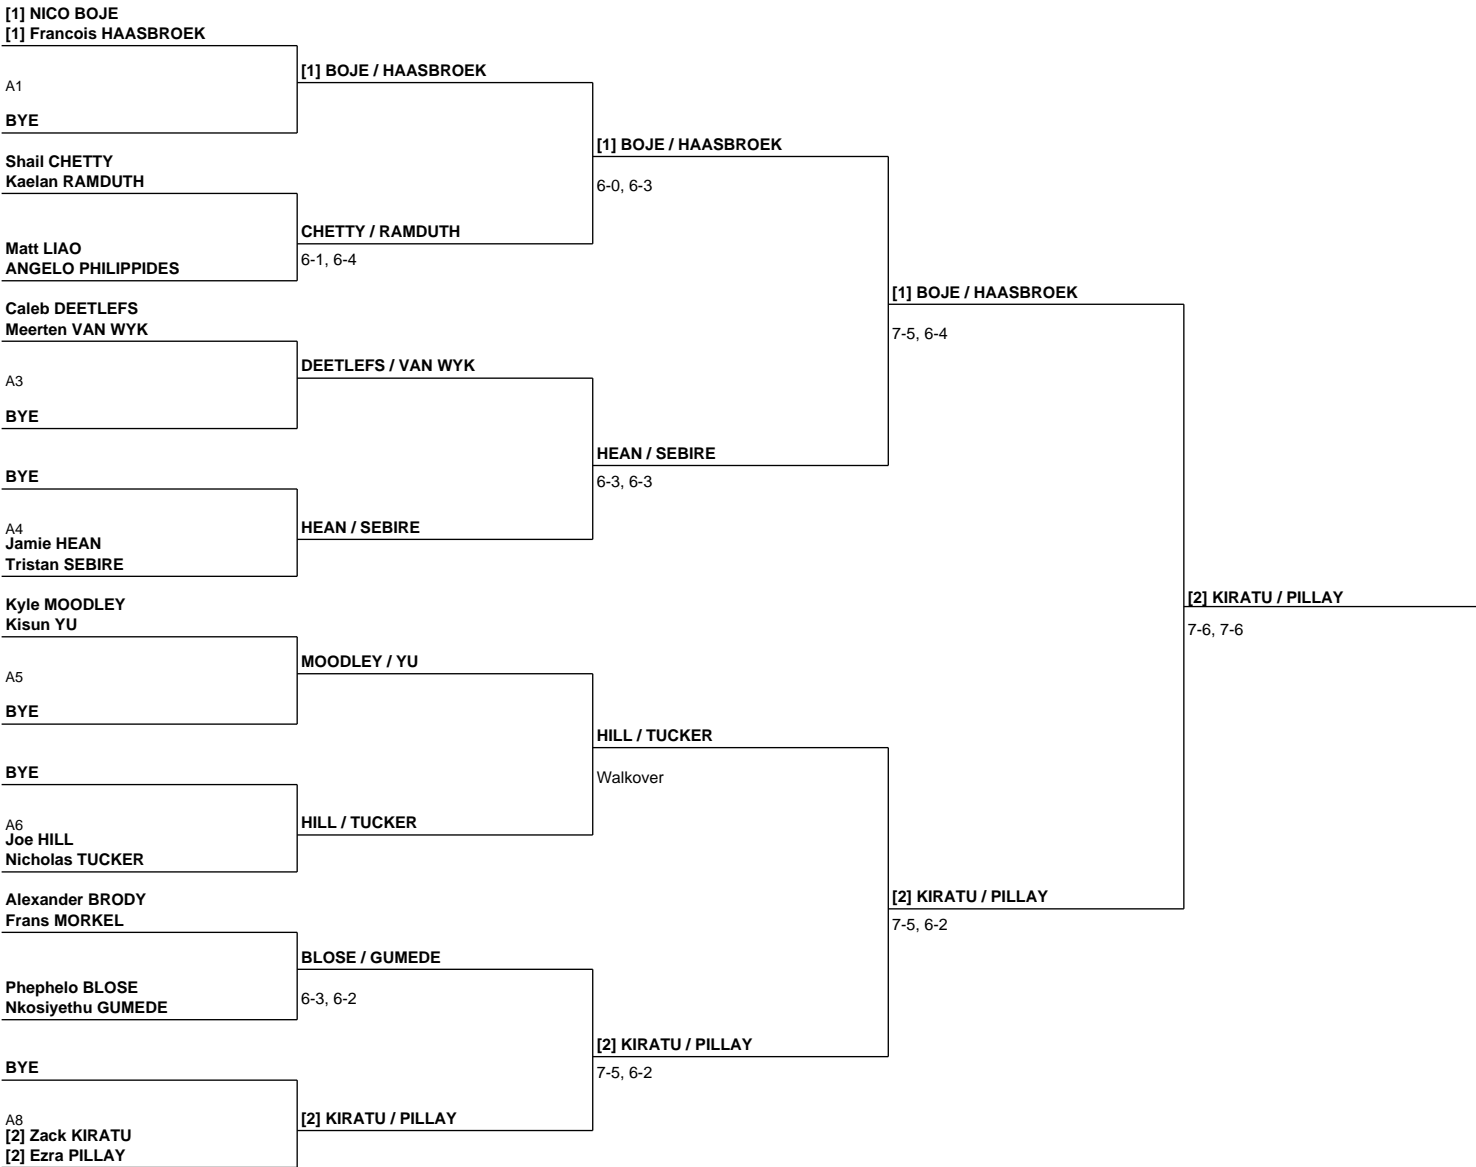 [1] NICO BOJE
[1] Francois HAASBROEK
[1] BOJE / HAASBROEK
A1
BYE
[1] BOJE / HAASBROEK
6-0, 6-3
Shail CHETTY
Kaelan RAMDUTH
CHETTY / RAMDUTH
6-1, 6-4
Matt LIAO
ANGELO PHILIPPIDES
[1] BOJE / HAASBROEK
7-5, 6-4
Caleb DEETLEFS
Meerten VAN WYK
DEETLEFS / VAN WYK
A3
BYE
HEAN / SEBIRE
6-3, 6-3
BYE
A4
HEAN / SEBIRE
Jamie HEAN
Tristan SEBIRE
[2] KIRATU / PILLAY
7-6, 7-6
Kyle MOODLEY
Kisun YU
MOODLEY / YU
A5
BYE
HILL / TUCKER
Walkover
BYE
A6
HILL / TUCKER
Joe HILL
Nicholas TUCKER
[2] KIRATU / PILLAY
7-5, 6-2
Alexander BRODY
Frans MORKEL
BLOSE / GUMEDE
6-3, 6-2
Phephelo BLOSE
Nkosiyethu GUMEDE
[2] KIRATU / PILLAY
7-5, 6-2
BYE
A8
[2] KIRATU / PILLAY
[2] Zack KIRATU
[2] Ezra PILLAY